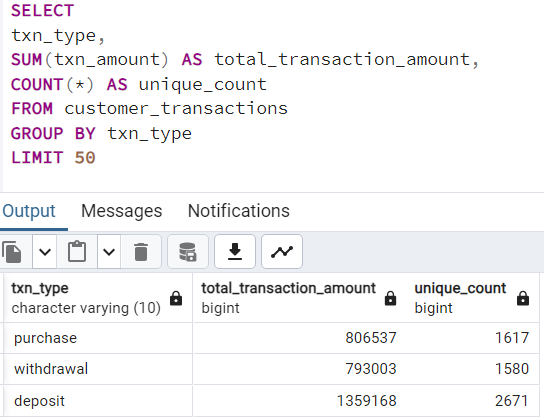 SELECT
txn_type,
SUM(txn_amount) AS total_transaction_amount,
COUNT(*) AS unique_count
FROM customer_transactions
GROUP BY txn_type
LIMIT 50
Output Messages Notifications
txn_type total_transaction_amount unique_count
character varying (10) bigint bigint
purchase 806537 1617
withdrawal 793003 1580
deposit 1359168 2671